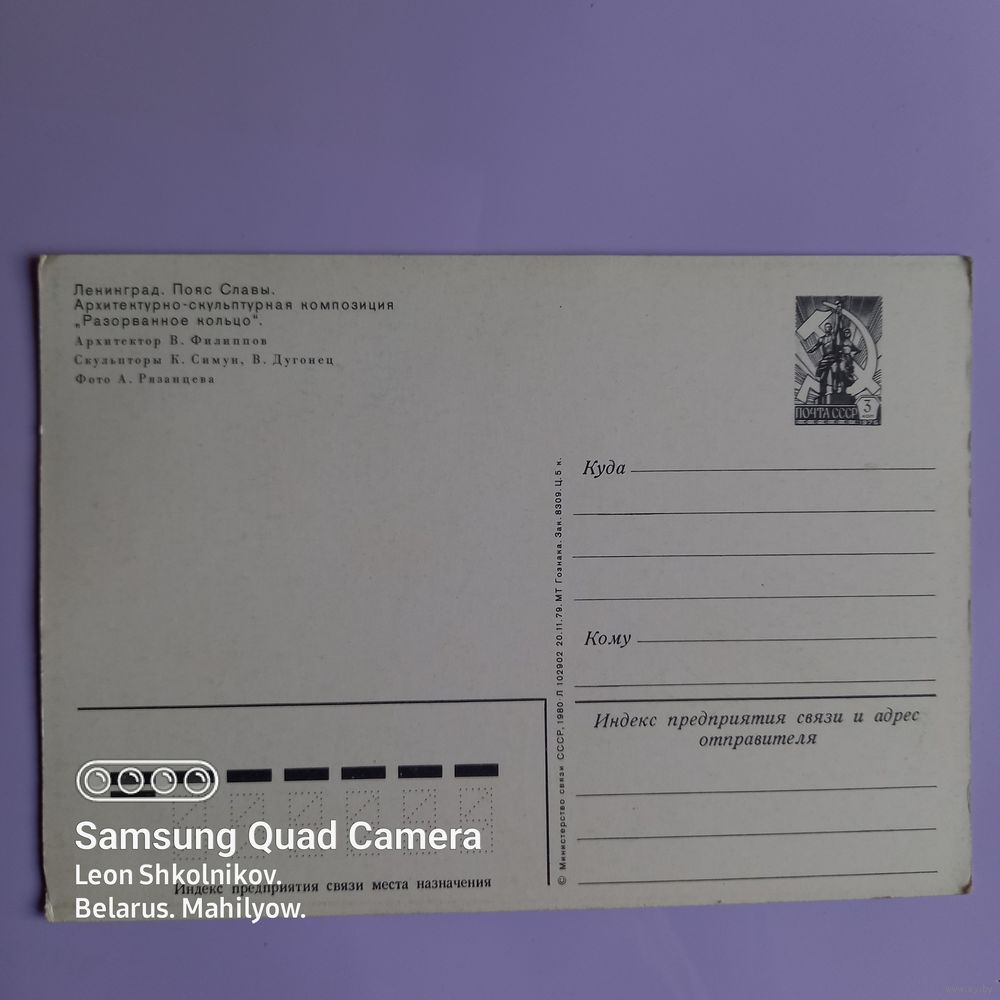 Ленинград. Пояс Славы.
Архитектурно-скульптурная композиция
„Разорванное кольцо“.
Архитектор В. Филиппов
Скульпторы К. Симун, В. Дугонец
Фото А. Рязанцева
ПОЧТА СССР
3
коп
1976
Куда
Кому
© Министерство связи СССР, 1980. Л 102902 20.11.79. МТ Гознака. Зак. 8309. Ц. 5 к.
Индекс предприятия связи и адрес
отправителя
Индекс предприятия связи места назначения
Samsung Quad Camera
Leon Shkolnikov.
Belarus. Mahilyow.